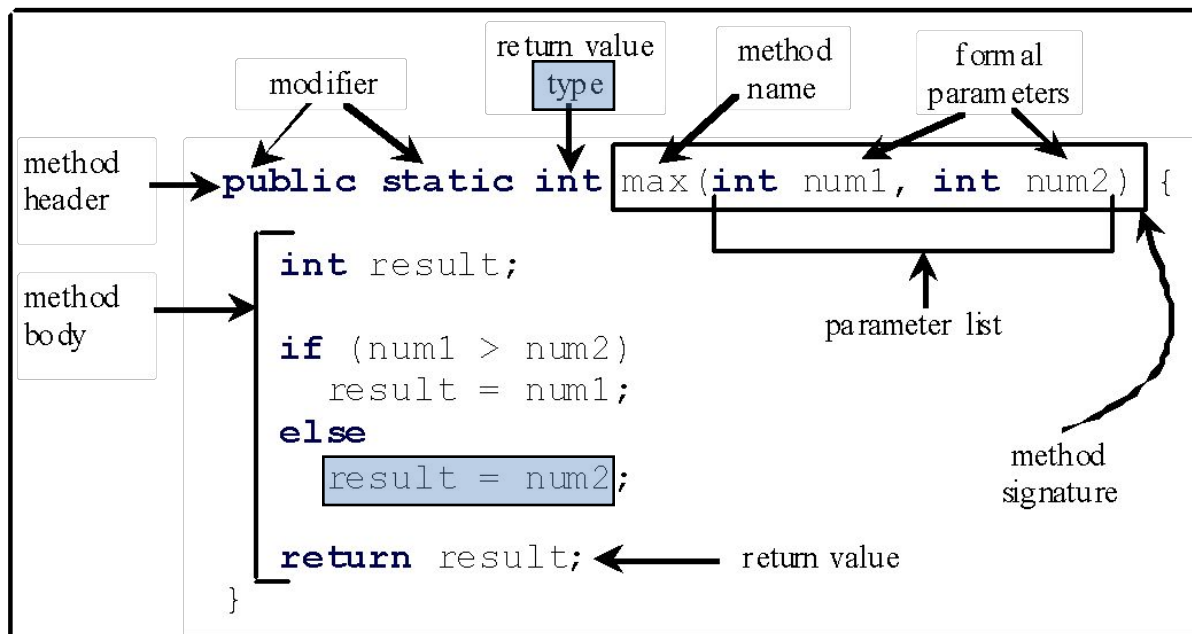 return value
type
modifier
method
name
formal
parameters
method
header
public static int max(int num1, int num2) {
method
body
int result;
parameter list
if (num1 > num2)
result = num1;
else
result = num2;
method
signature
return result;
return value
}